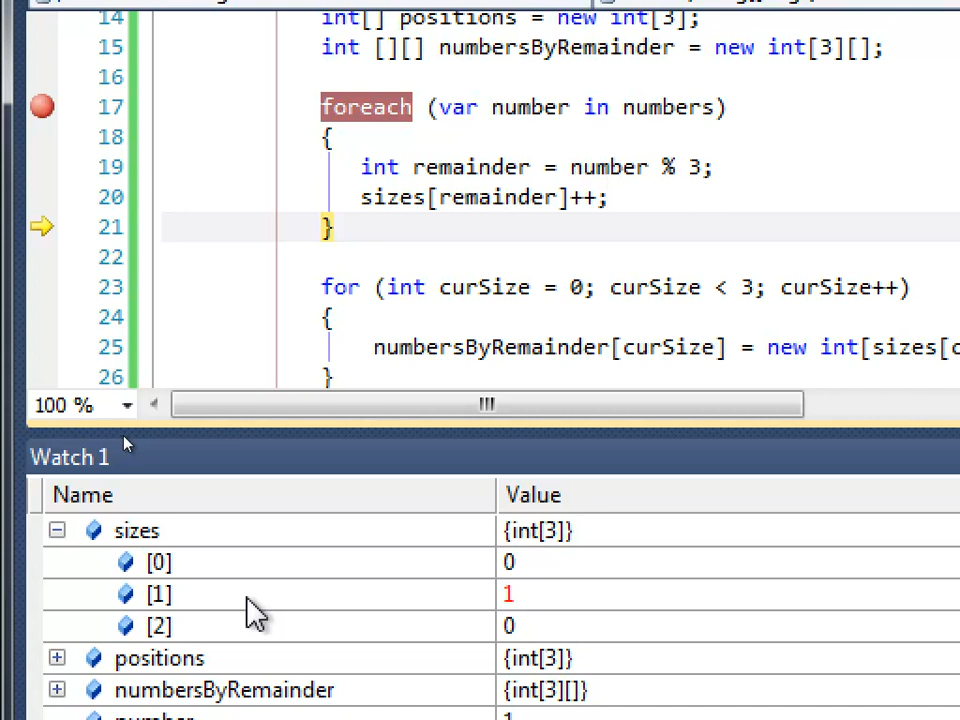 14 int[] positions = new int[3];
15 int [][] numbersByRemainder = new int[3][];
16
17 foreach (var number in numbers)
18 {
19 int remainder = number % 3;
20 sizes[remainder]++;
21 }
22
23 for (int curSize = 0; curSize < 3; curSize++)
24 {
25 numbersByRemainder[curSize] = new int[sizes[c
26 }
100 %
Watch 1
Name Value
sizes {int[3]}
[0] 0
[1] 1
[2] 0
positions {int[3]}
numbersByRemainder {int[3][]}
number 1